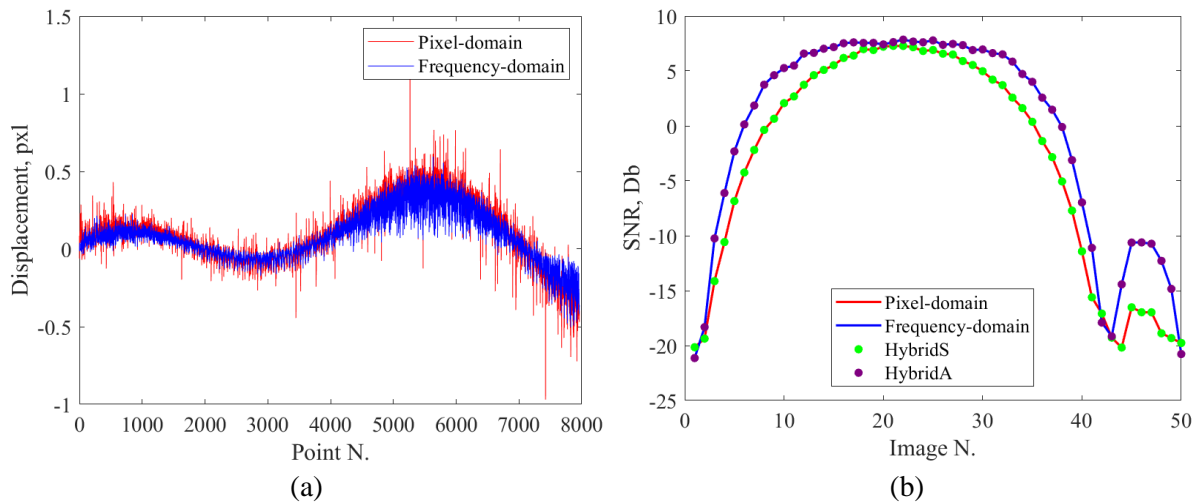 1.5
1
0.5
0
-0.5
-1
0 1000 2000 3000 4000 5000 6000 7000 8000
Displacement, pxl
Point N.
Pixel-domain
Frequency-domain
(a)
10
5
0
-5
-10
-15
-20
-25
0 10 20 30 40 50
SNR, Db
Image N.
Pixel-domain
Frequency-domain
HybridS
HybridA
(b)